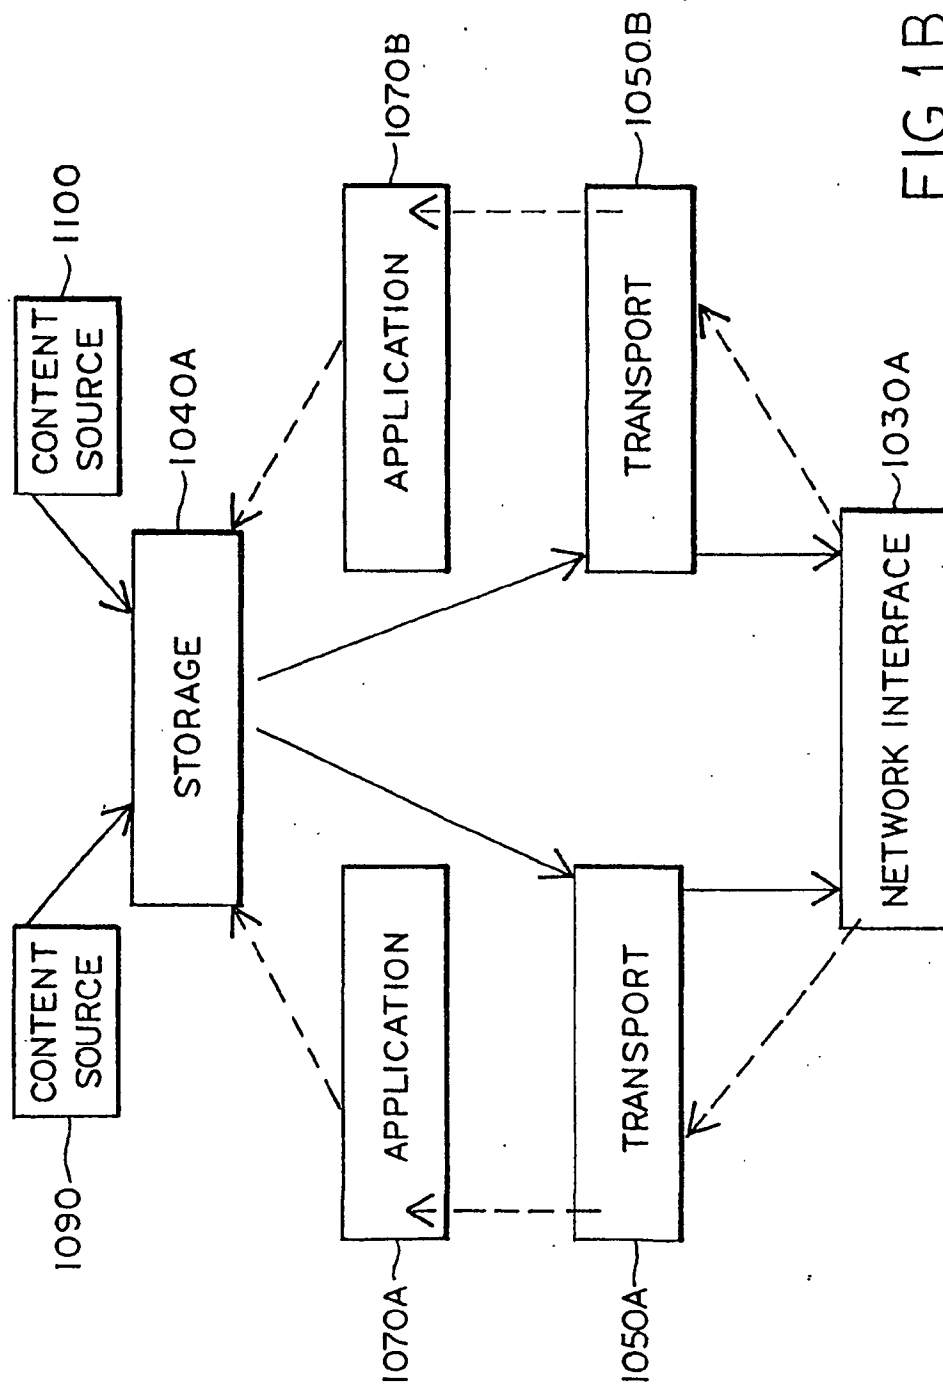 1090
CONTENT
SOURCE
CONTENT
SOURCE
1100
STORAGE
1040A
1070A
APPLICATION
APPLICATION
1070B
1050A
TRANSPORT
TRANSPORT
1050B
NETWORK INTERFACE
1030A
FIG 1B